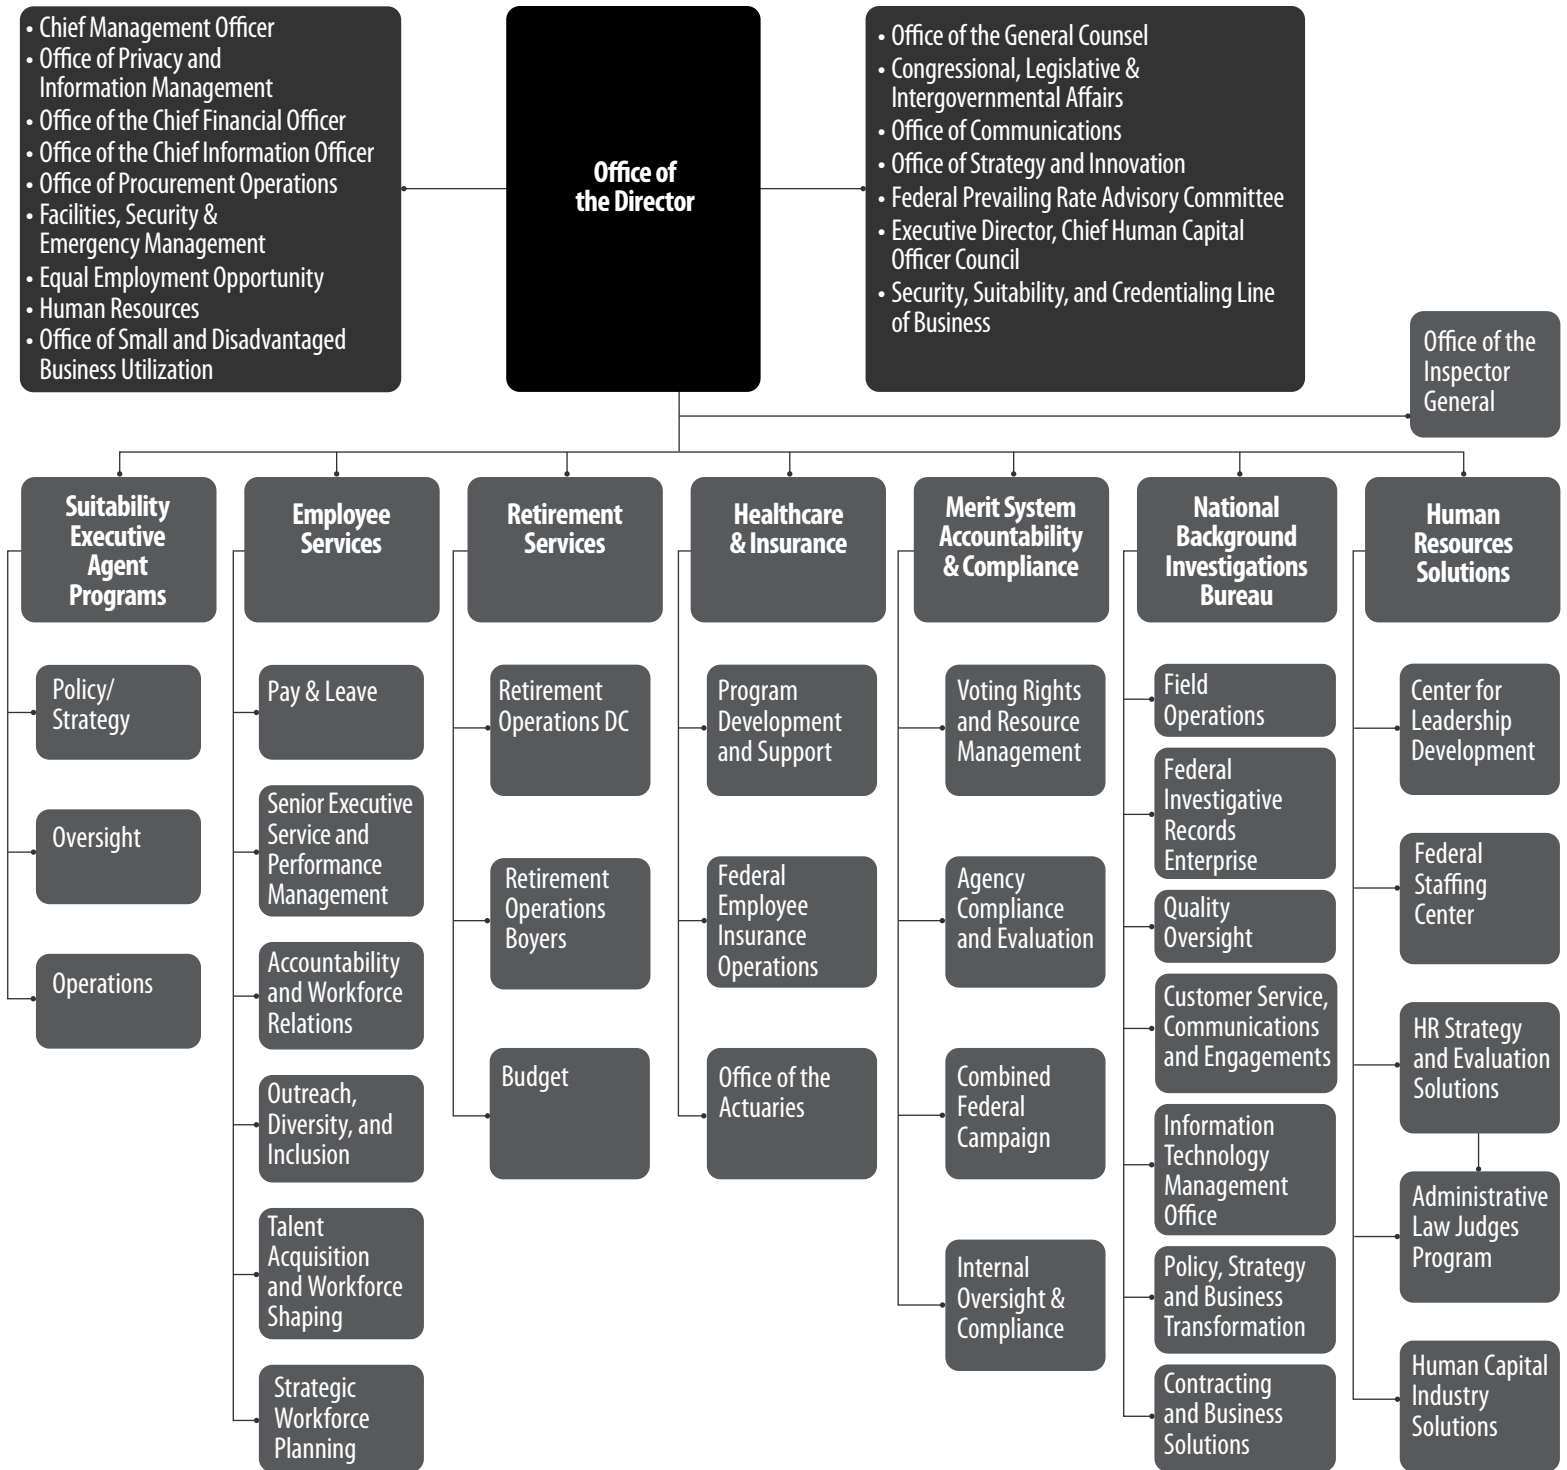 • Chief Management Officer
• Office of Privacy and
Information Management
• Office of the Chief Financial Officer
• Office of the Chief Information Officer
• Office of Procurement Operations
• Facilities, Security &
Emergency Management
• Equal Employment Opportunity
• Human Resources
• Office of Small and Disadvantaged
Business Utilization
Office of
the Director
• Office of the General Counsel
• Congressional, Legislative &
Intergovernmental Affairs
• Office of Communications
• Office of Strategy and Innovation
• Federal Prevailing Rate Advisory Committee
• Executive Director, Chief Human Capital
Officer Council
• Security, Suitability, and Credentialing Line
of Business
Office of the
Inspector
General
Suitability
Executive
Agent
Programs
Policy/
Strategy
Oversight
Operations
Employee
Services
Pay & Leave
Senior Executive
Service and
Performance
Management
Accountability
and Workforce
Relations
Outreach,
Diversity, and
Inclusion
Talent
Acquisition
and Workforce
Shaping
Strategic
Workforce
Planning
Retirement
Services
Retirement
Operations DC
Retirement
Operations
Boyers
Budget
Healthcare
& Insurance
Program
Development
and Support
Federal
Employee
Insurance
Operations
Office of the
Actuaries
Merit System
Accountability
& Compliance
Voting Rights
and Resource
Management
Agency
Compliance
and Evaluation
Combined
Federal
Campaign
Internal
Oversight &
Compliance
National
Background
Investigations
Bureau
Field
Operations
Federal
Investigative
Records
Enterprise
Quality
Oversight
Customer Service,
Communications
and Engagements
Information
Technology
Management
Office
Policy, Strategy
and Business
Transformation
Contracting
and Business
Solutions
Human
Resources
Solutions
Center for
Leadership
Development
Federal
Staffing
Center
HR Strategy
and Evaluation
Solutions
Administrative
Law Judges
Program
Human Capital
Industry
Solutions